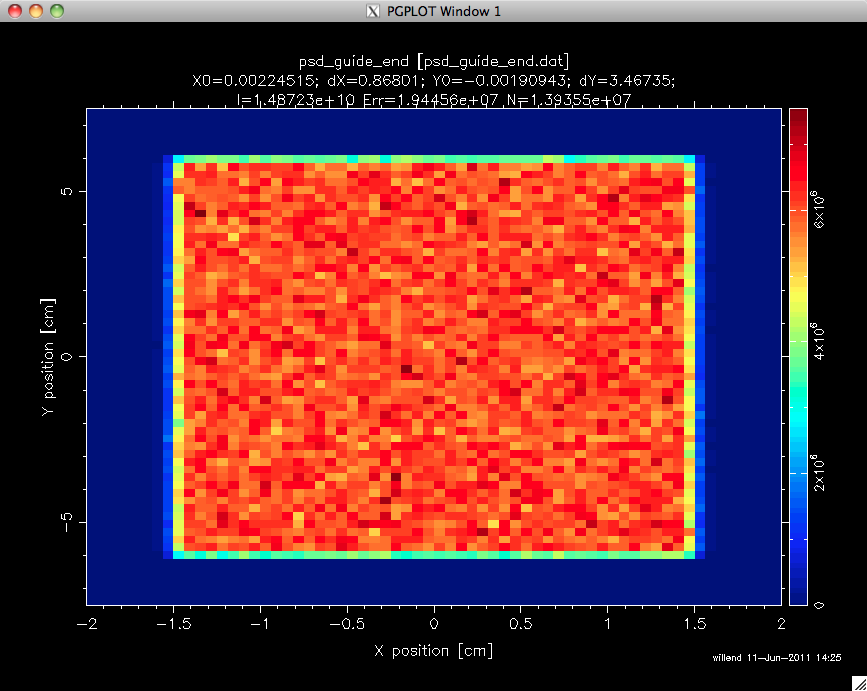 PGPLOT Window 1
psd_guide_end [psd_guide_end.dat]
X0=0.00224515; dX=0.86801; Y0=-0.00190943; dY=3.46735;
I=1.48723e+10 Err=1.94456e+07 N=1.39355e+07
5
0
-5
Y position [cm]
-2 -1.5 -1 -0.5 0 0.5 1 1.5 2
X position [cm]
6×10⁶
4×10⁶
2×10⁶
0
willend 11-Jun-2011 14:25